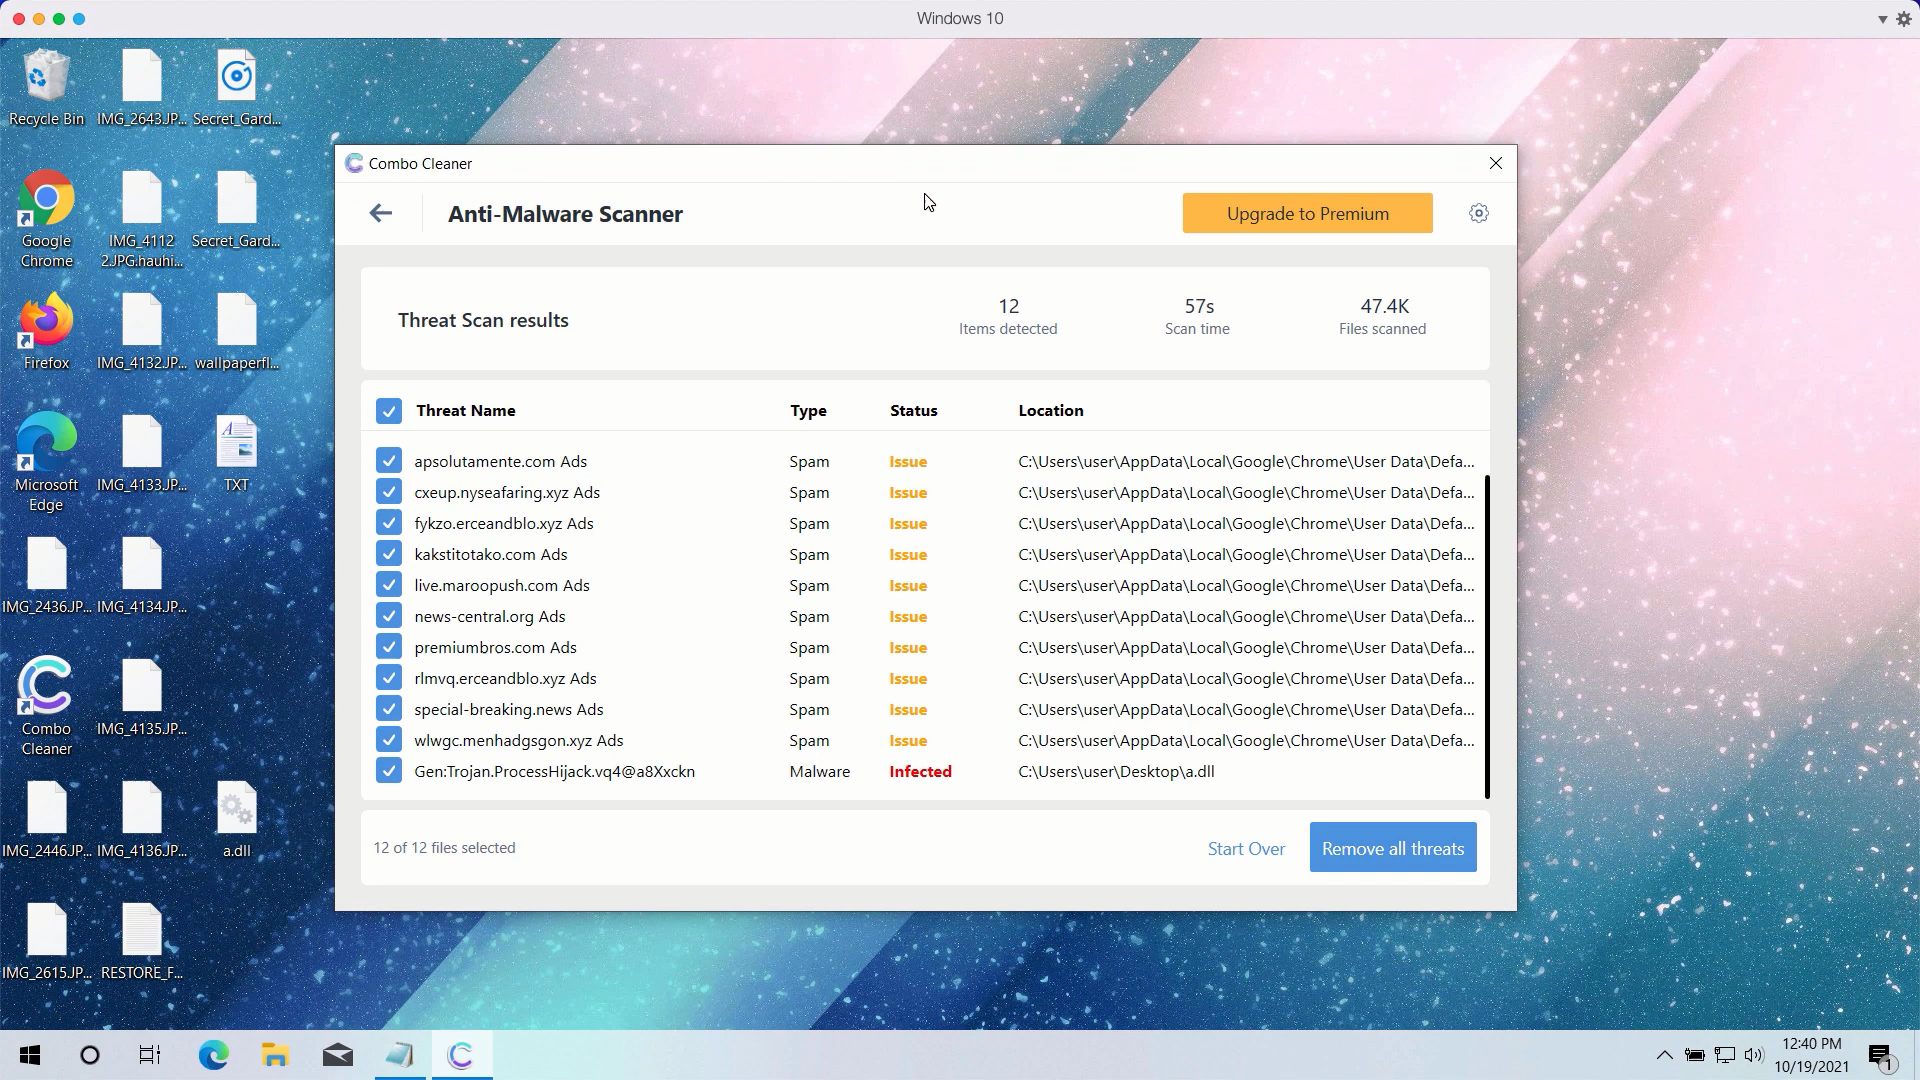 Windows 10
Recycle Bin
IMG_2643.JP...
Secret_Gard...
Google
Chrome
IMG_4112
2.JPG.hauhi...
Secret_Gard...
Firefox
IMG_4132.JP...
wallpaperfl...
Microsoft
Edge
IMG_4133.JP...
TXT
IMG_2436.JP...
IMG_4134.JP...
Combo
Cleaner
IMG_4135.JP...
IMG_2446.JP...
IMG_4136.JP...
a.dll
IMG_2615.JP...
RESTORE_F...
Combo Cleaner
Anti-Malware Scanner
Upgrade to Premium
Threat Scan results
12
Items detected
57s
Scan time
47.4K
Files scanned
Threat Name Type Status Location
apsolutamente.com Ads Spam Issue C:\Users\user\AppData\Local\Google\Chrome\User Data\Defa...
cxeup.nyseafaring.xyz Ads Spam Issue C:\Users\user\AppData\Local\Google\Chrome\User Data\Defa...
fykzo.erceandblo.xyz Ads Spam Issue C:\Users\user\AppData\Local\Google\Chrome\User Data\Defa...
kakstitotako.com Ads Spam Issue C:\Users\user\AppData\Local\Google\Chrome\User Data\Defa...
live.maroopush.com Ads Spam Issue C:\Users\user\AppData\Local\Google\Chrome\User Data\Defa...
news-central.org Ads Spam Issue C:\Users\user\AppData\Local\Google\Chrome\User Data\Defa...
premiumbros.com Ads Spam Issue C:\Users\user\AppData\Local\Google\Chrome\User Data\Defa...
rlmvq.erceandblo.xyz Ads Spam Issue C:\Users\user\AppData\Local\Google\Chrome\User Data\Defa...
special-breaking.news Ads Spam Issue C:\Users\user\AppData\Local\Google\Chrome\User Data\Defa...
wlwgc.menhadgsgon.xyz Ads Spam Issue C:\Users\user\AppData\Local\Google\Chrome\User Data\Defa...
Gen:Trojan.ProcessHijack.vq4@a8Xxckn Malware Infected C:\Users\user\Desktop\a.dll
12 of 12 files selected
Start Over
Remove all threats
12:40 PM
10/19/2021
1